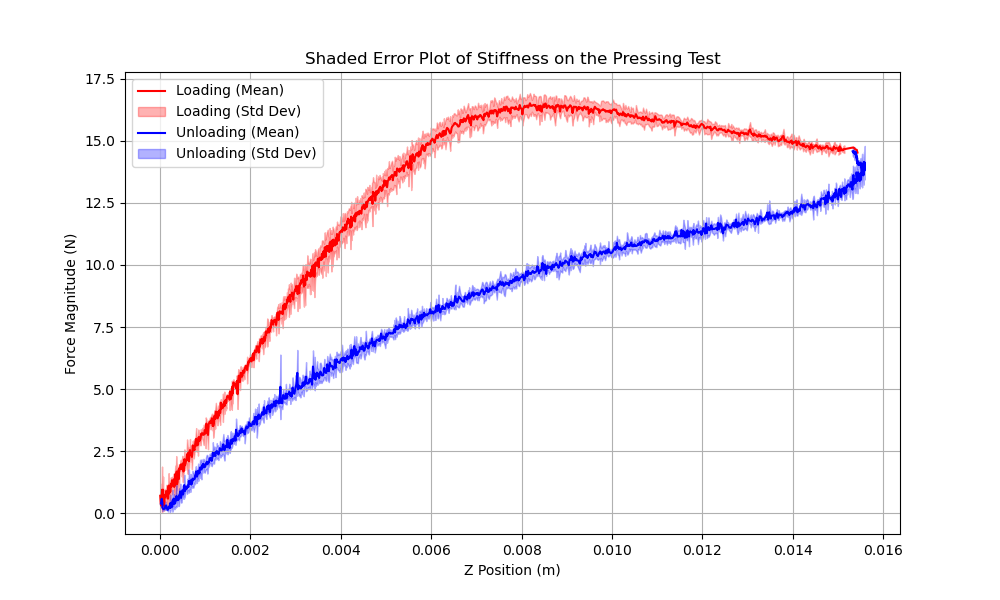 Shaded Error Plot of Stiffness on the Pressing Test
17.5
15.0
12.5
10.0
7.5
5.0
2.5
0.0
Force Magnitude (N)
Loading (Mean)
Loading (Std Dev)
Unloading (Mean)
Unloading (Std Dev)
0.000 0.002 0.004 0.006 0.008 0.010 0.012 0.014 0.016
Z Position (m)